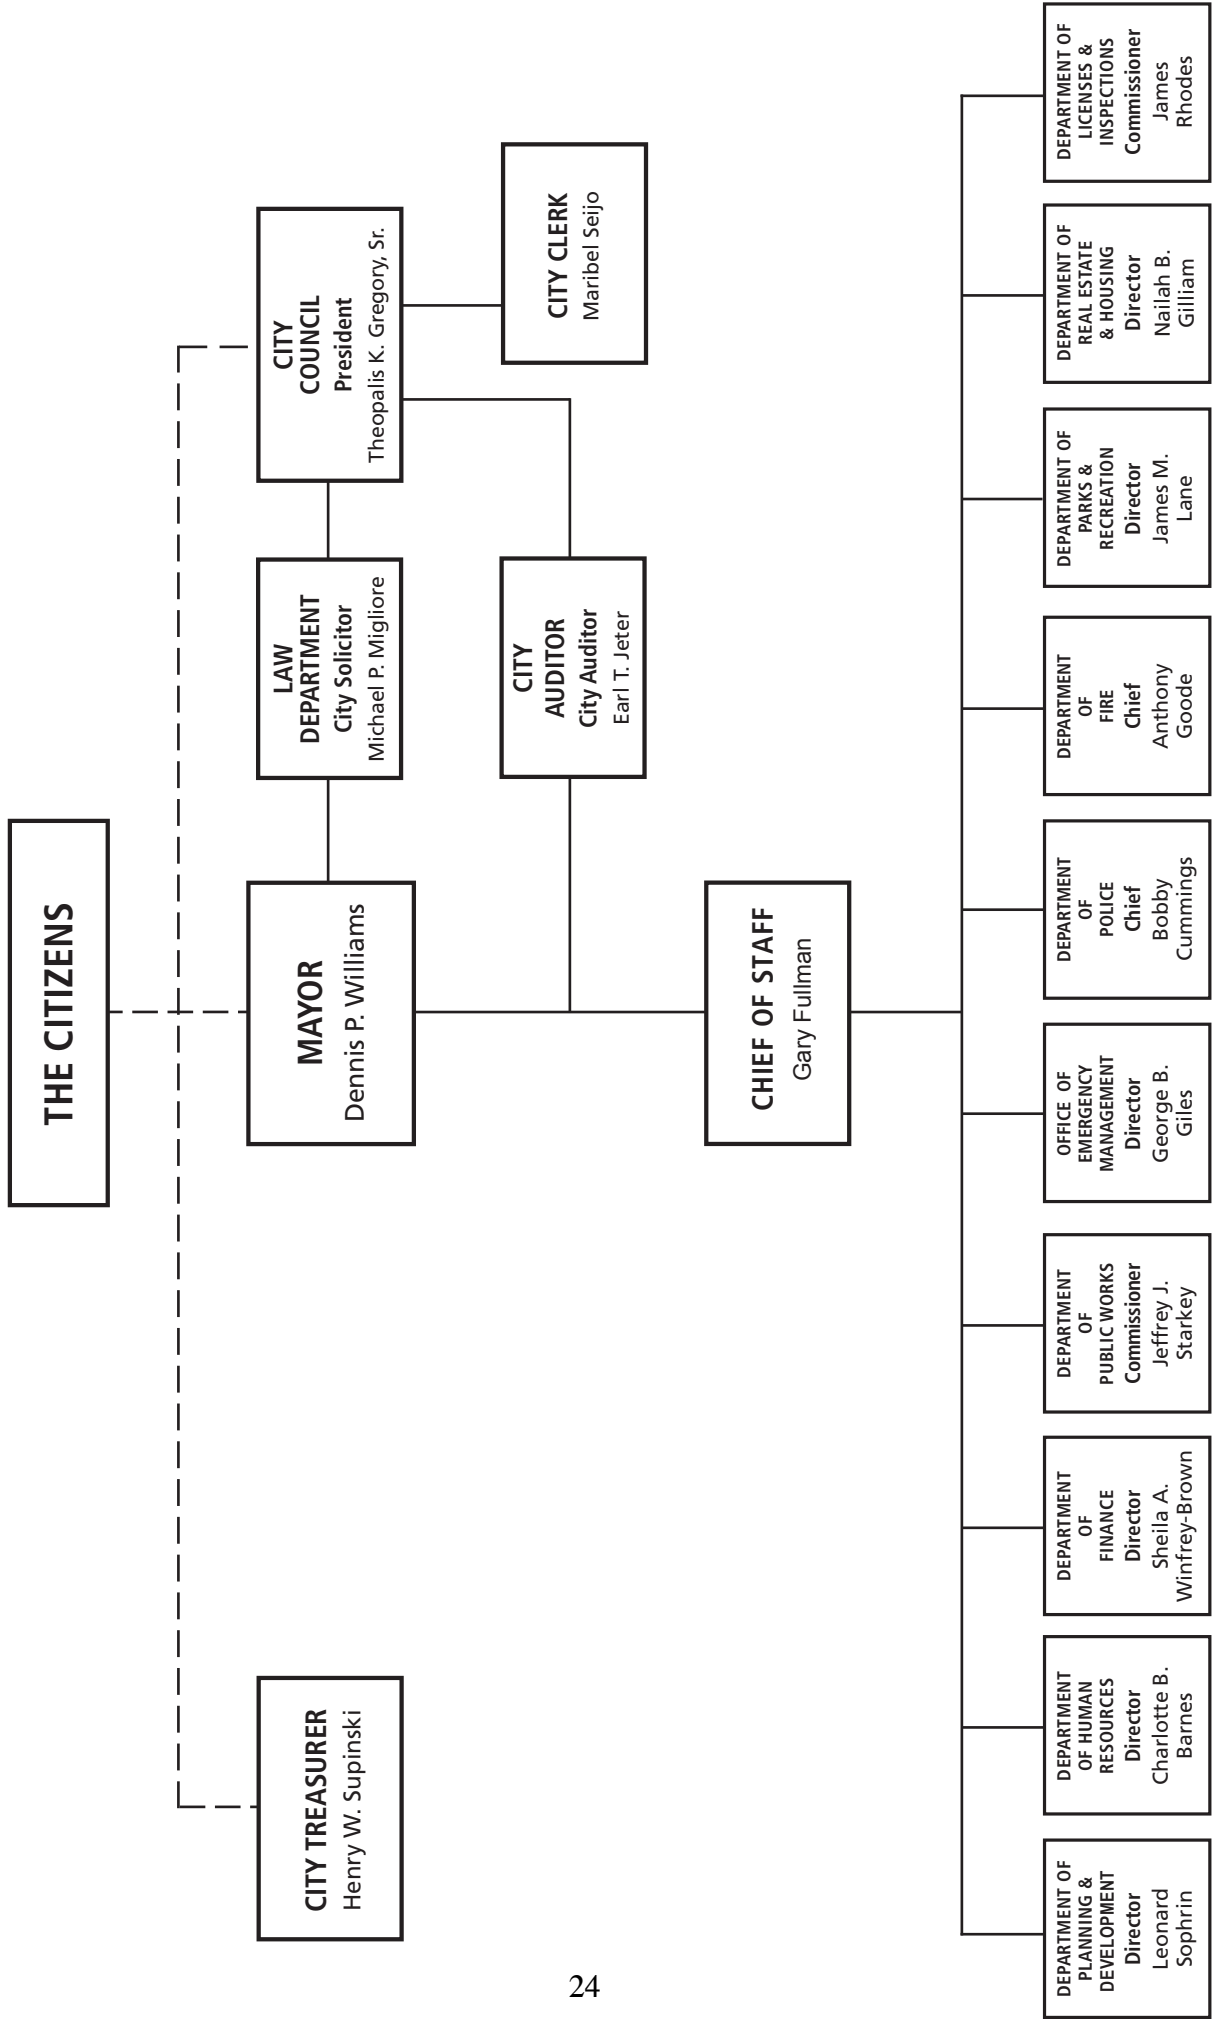 THE CITIZENS
CITY TREASURER
Henry W. Supinski
MAYOR
Dennis P. Williams
LAW
DEPARTMENT
City Solicitor
Michael P. Migliore
CITY
COUNCIL
President
Theopalis K. Gregory, Sr.
CITY
AUDITOR
City Auditor
Earl T. Jeter
CITY CLERK
Maribel Seijo
CHIEF OF STAFF
Gary Fullman
DEPARTMENT OF
PLANNING &
DEVELOPMENT
Director
Leonard
Sophrin
DEPARTMENT
OF HUMAN
RESOURCES
Director
Charlotte B.
Barnes
DEPARTMENT
OF
FINANCE
Director
Sheila A.
Winfrey-Brown
DEPARTMENT
OF
PUBLIC WORKS
Commissioner
Jeffrey J.
Starkey
OFFICE OF
EMERGENCY
MANAGEMENT
Director
George B.
Giles
DEPARTMENT
OF
POLICE
Chief
Bobby
Cummings
DEPARTMENT
OF
FIRE
Chief
Anthony
Goode
DEPARTMENT OF
PARKS &
RECREATION
Director
James M.
Lane
DEPARTMENT OF
REAL ESTATE
& HOUSING
Director
Nailah B.
Gilliam
DEPARTMENT OF
LICENSES &
INSPECTIONS
Commissioner
James
Rhodes
24